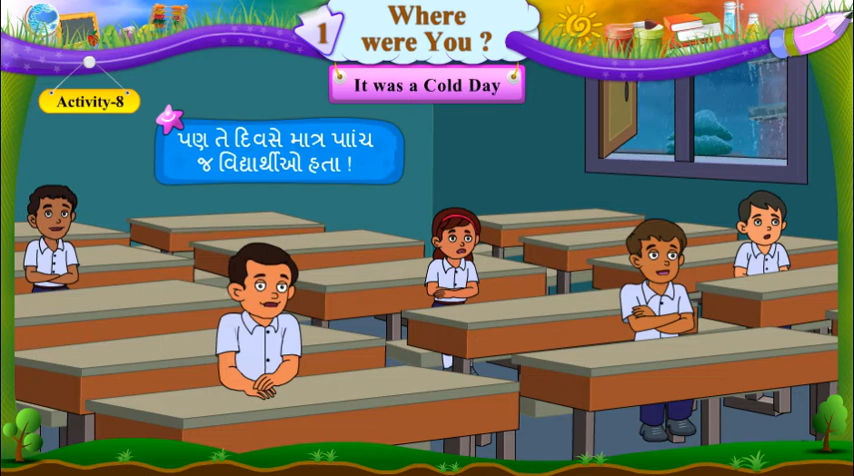 1
Where
were You ?
It was a Cold Day
Activity-8
પણ તે દિવસે માત્ર પાાંચ
જ વિદ્યાર્થીઓ હતા !